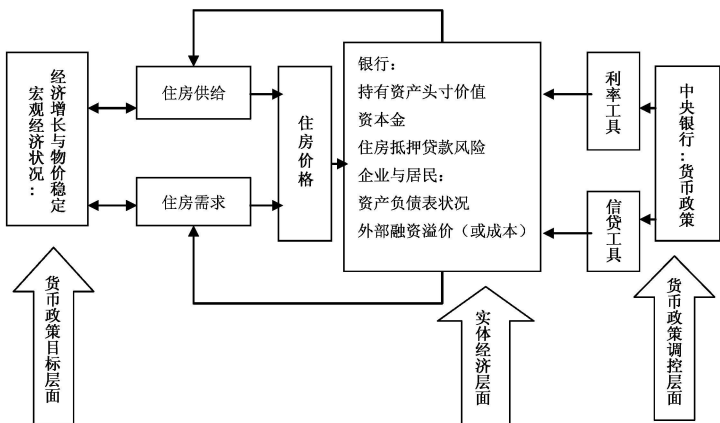 宏观经济状况：
经济增长与物价稳定
住房供给
住房需求
住房价格
银行：
持有资产头寸价值
资本金
住房抵押贷款风险
企业与居民：
资产负债表状况
外部融资溢价（或成本）
利率工具
信贷工具
中央银行：货币政策
货币政策目标层面
实体经济层面
货币政策调控层面